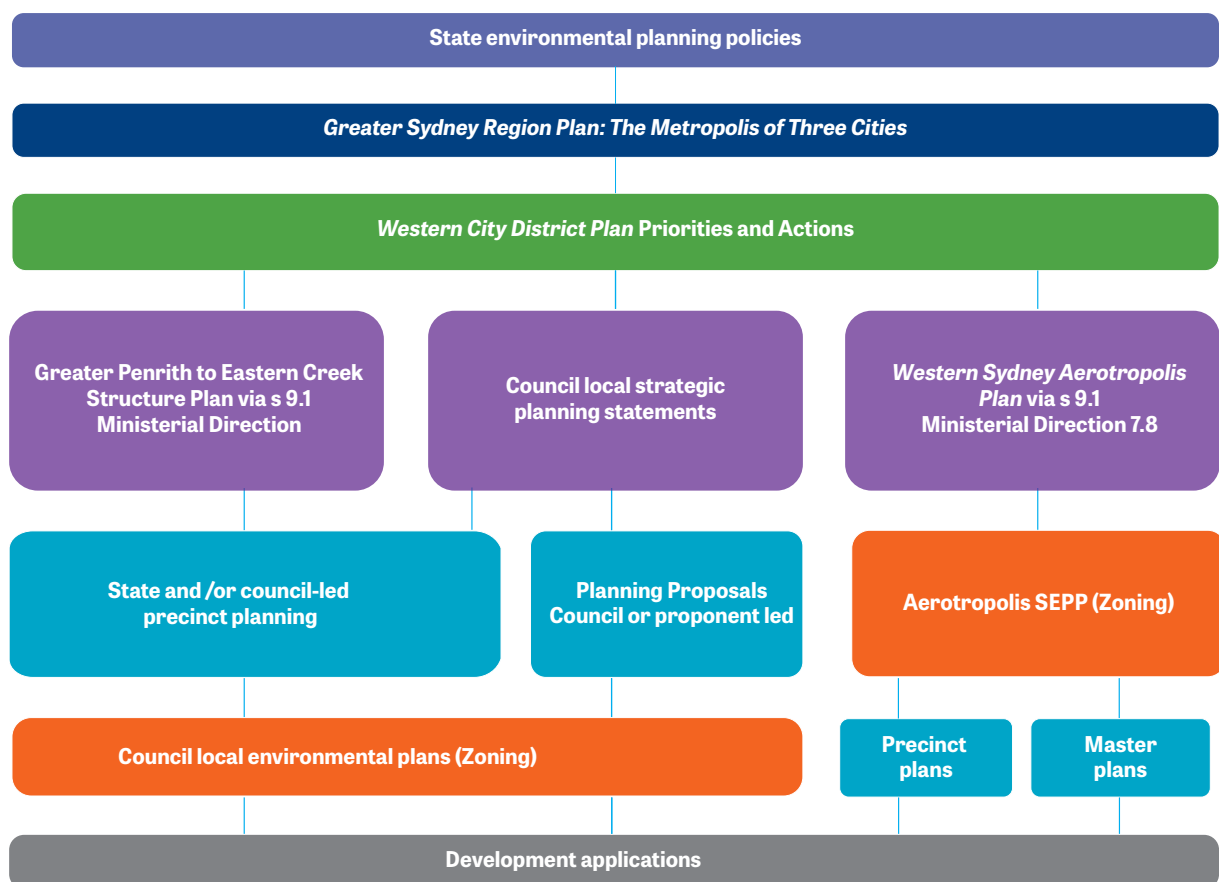 State environmental planning policies
Greater Sydney Region Plan: The Metropolis of Three Cities
Western City District Plan Priorities and Actions
Greater Penrith to Eastern Creek
Structure Plan via s 9.1
Ministerial Direction
Council local strategic
planning statements
Western Sydney Aerotropolis
Plan via s 9.1
Ministerial Direction 7.8
State and /or council-led
precinct planning
Planning Proposals
Council or proponent led
Aerotropolis SEPP (Zoning)
Council local environmental plans (Zoning)
Precinct
plans
Master
plans
Development applications